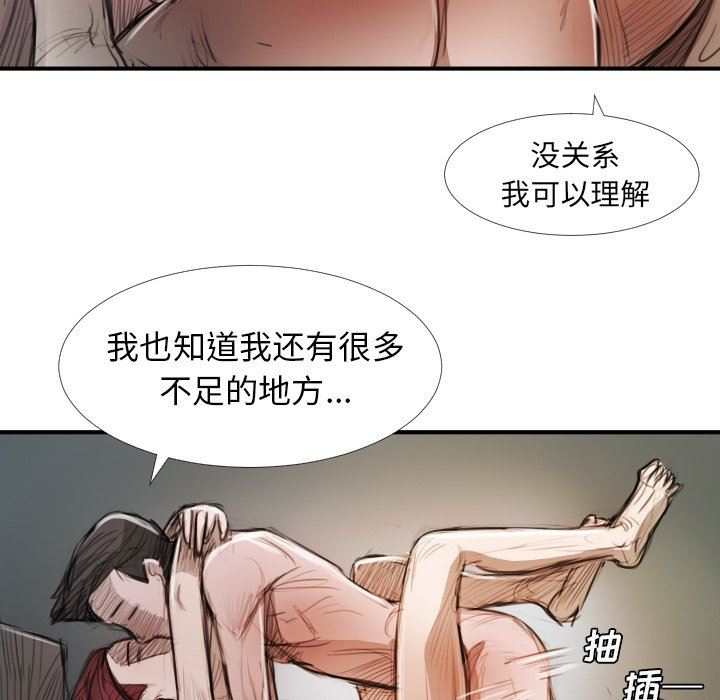 没关系
我可以理解
我也知道我还有很多
不足的地方...
抽
插—